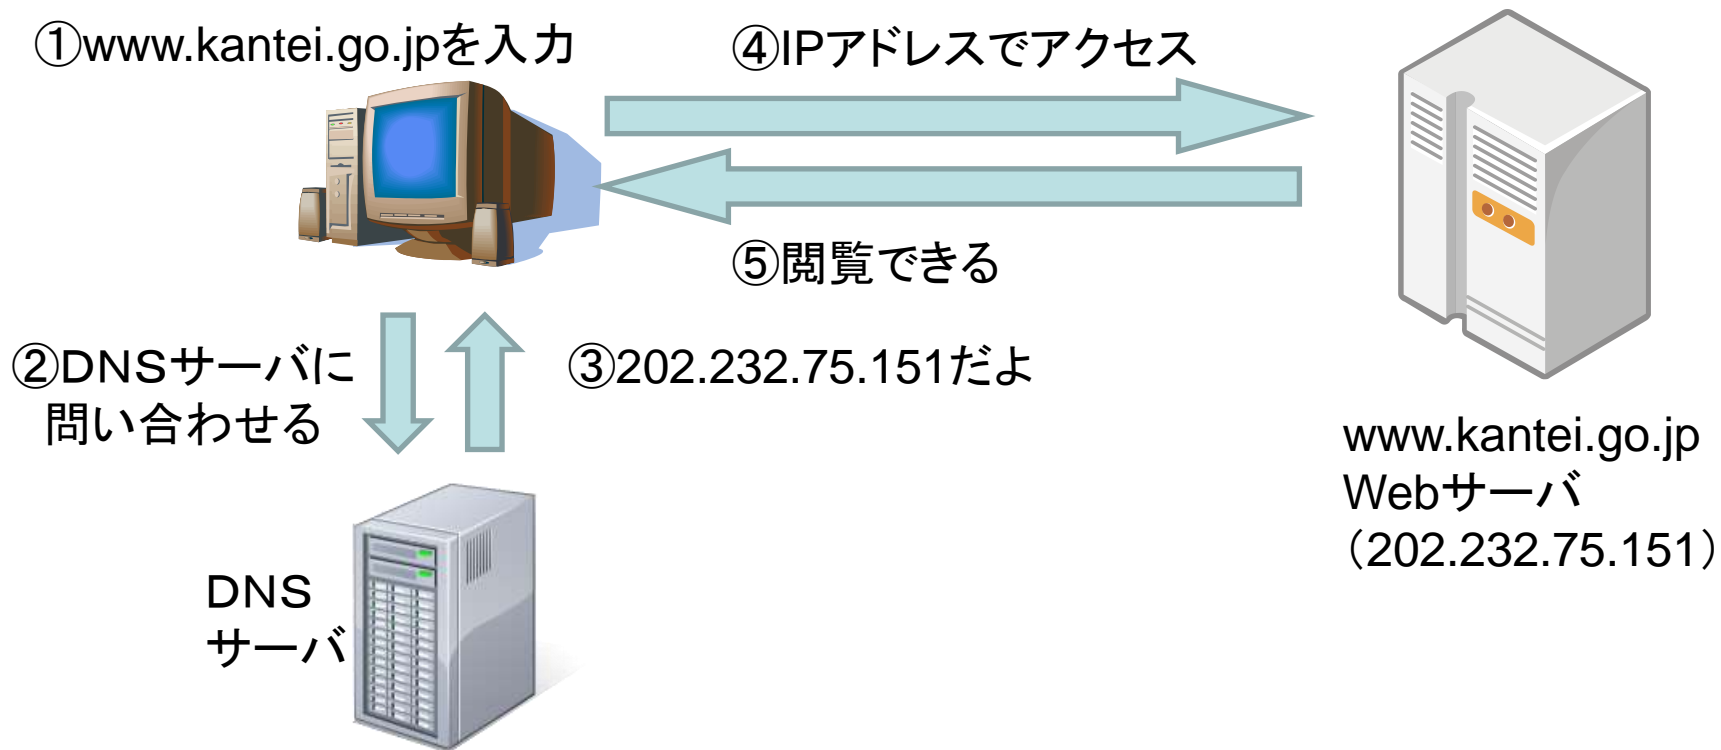 ①www.kantei.go.jpを入力
④IPアドレスでアクセス
⑤閲覧できる
②ＤＮＳサーバに
問い合わせる
③202.232.75.151だよ
www.kantei.go.jp
Webサーバ
（202.232.75.151）
ＤＮＳ
サーバ